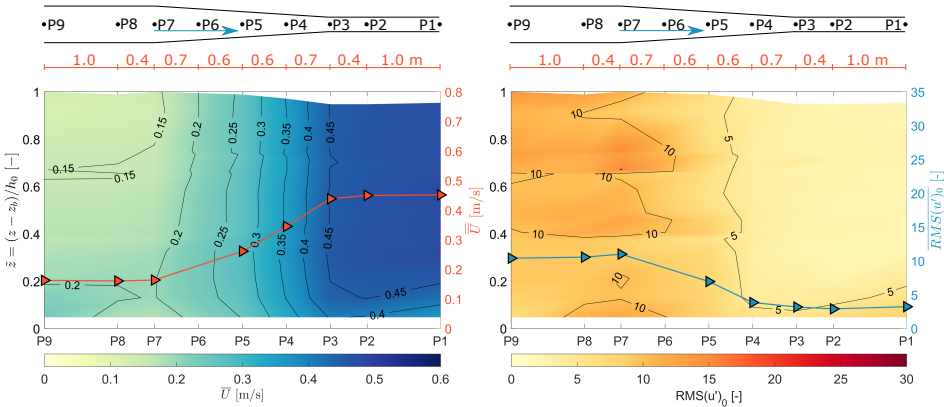 P9 P8 P7 P6 P5 P4 P3 P2 P1
1.0 0.4 0.7 0.6 0.6 0.7 0.4 1.0 m
1 0.8 0.6 0.4 0.2 0
z̃ = (z − z_b)/h_0 [−]
0.15 0.15 0.15 0.2 0.2 0.2 0.25 0.25 0.3 0.3 0.35 0.35 0.4 0.45 0.45 0.45 0.4
0.8 0.7 0.6 0.5 0.4 0.3 0.2 0.1 0
U [m/s]
P9 P8 P7 P6 P5 P4 P3 P2 P1
0 0.1 0.2 0.3 0.4 0.5 0.6
U [m/s]
P9 P8 P7 P6 P5 P4 P3 P2 P1
1.0 0.4 0.7 0.6 0.6 0.7 0.4 1.0 m
1 0.8 0.6 0.4 0.2 0
10 10 10 10 10 10 10 5 5 5 5
35 30 25 20 15 10 5 0
RMS(u')_0 [-]
P9 P8 P7 P6 P5 P4 P3 P2 P1
0 5 10 15 20 25 30
RMS(u')_0 [-]